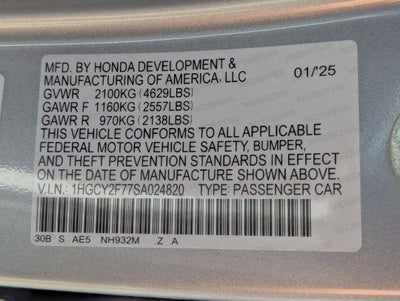 MFD. BY HONDA DEVELOPMENT &
MANUFACTURING OF AMERICA, LLC 01/'25
GVWR 2100KG (4629LBS)
GAWR F 1160KG (2557LBS)
GAWR R 970KG (2138LBS)
THIS VEHICLE CONFORMS TO ALL APPLICABLE
FEDERAL MOTOR VEHICLE SAFETY, BUMPER,
AND THEFT PREVENTION STANDARDS IN EFFECT
ON THE DATE OF MANUFACTURE SHOWN ABOVE.
V.I.N.: 1HGCY2F77SA024820 TYPE: PASSENGER CAR
30B S AE5 NH932M .Z .A